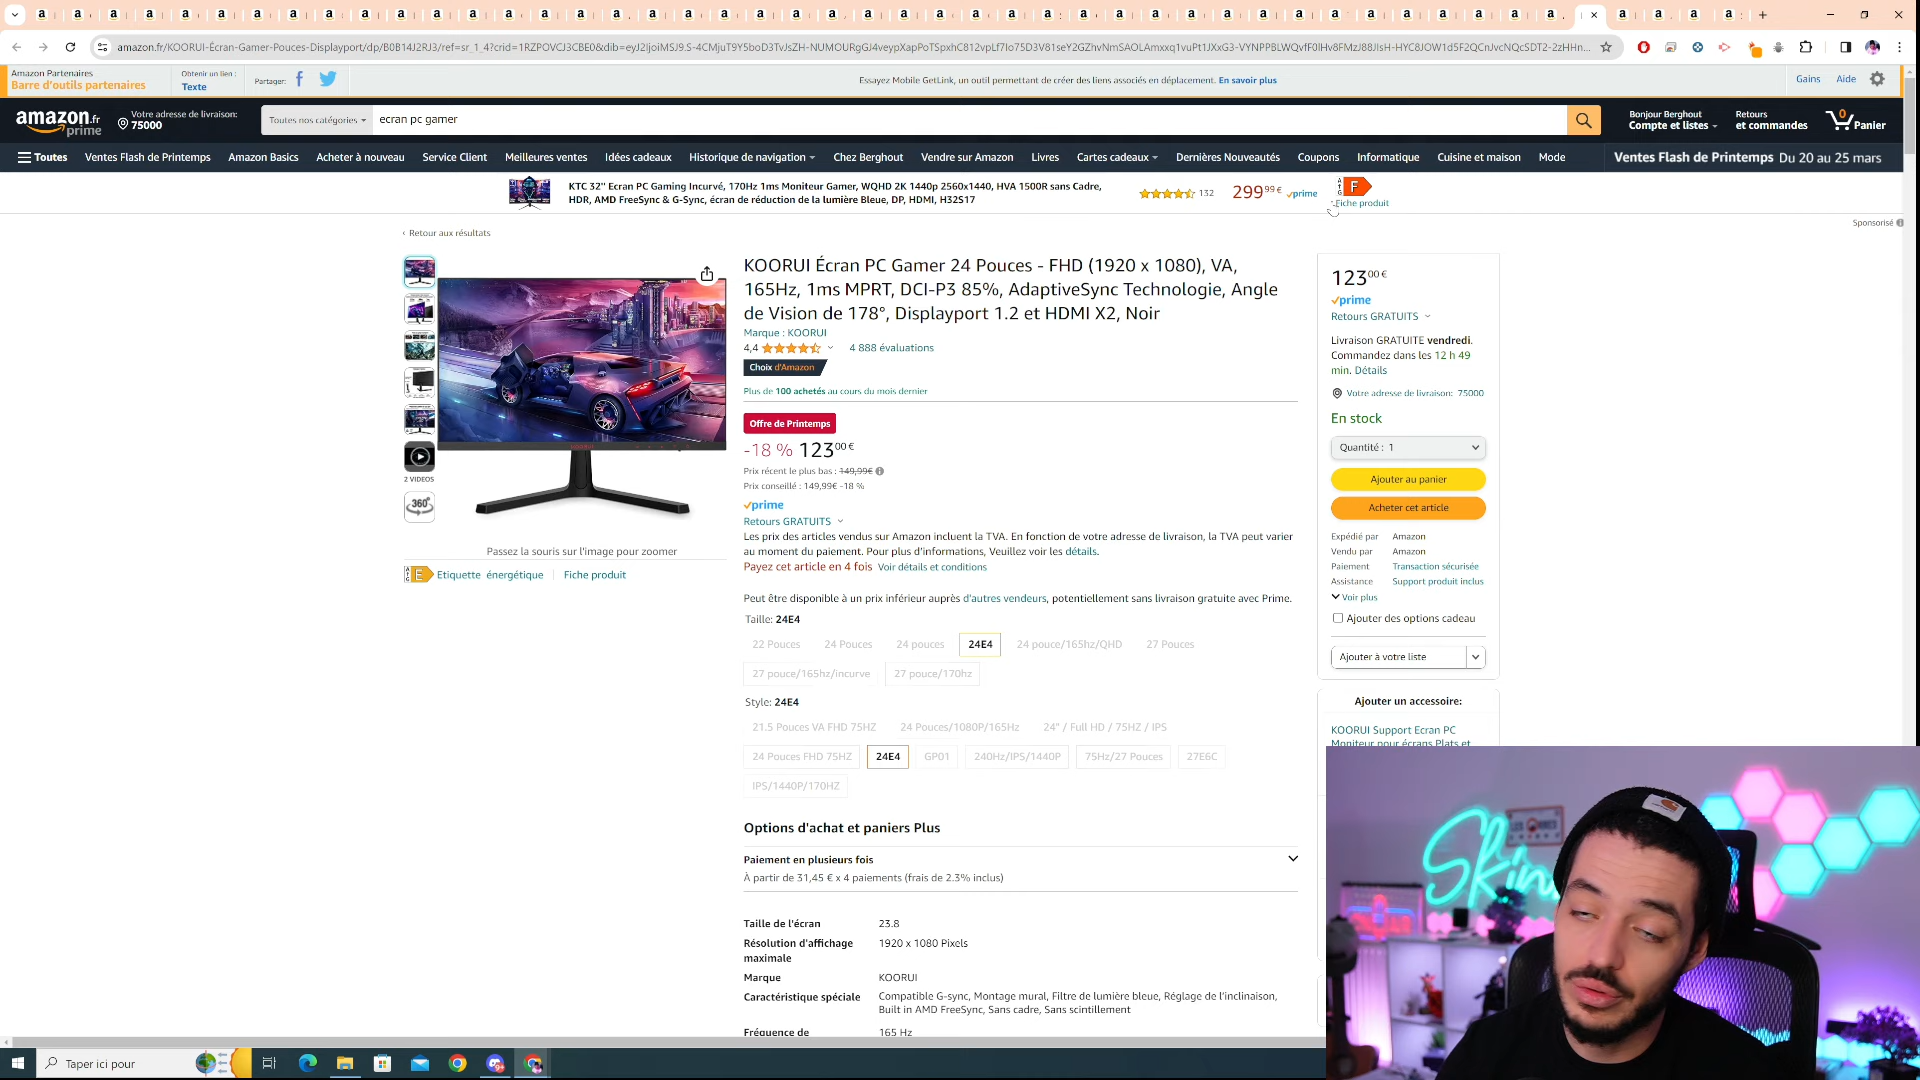 amazon.fr/KOORUI-Écran-Gamer-Pouces-Displayport/dp/B0B14J2RJ3/ref=sr_1_4?crid=1RZPOVCJ3CBE0&dib=
Amazon Partenaires
Barre d'outils partenaires
Obtenir un lien :
Texte
Partager:
Essayez Mobile GetLink, un outil permettant de créer des liens associés en déplacement. En savoir plus
Gains
Aide
amazon.fr
prime
Votre adresse de livraison:
75000
Toutes nos catégories
ecran pc gamer
Bonjour Berghout
Compte et listes
Retours
et commandes
0
Panier
Toutes
Ventes Flash de Printemps
Amazon Basics
Acheter à nouveau
Service Client
Meilleures ventes
Idées cadeaux
Historique de navigation
Chez Berghout
Vendre sur Amazon
Livres
Cartes cadeaux
Dernières Nouveautés
Coupons
Informatique
Cuisine et maison
Mode
Ventes Flash de Printemps Du 20 au 25 mars
KTC 32" Ecran PC Gaming Incurvé, 170Hz 1ms Moniteur Gamer, WQHD 2K 1440p 2560x1440, HVA 1500R sans Cadre,
HDR, AMD FreeSync & G-Sync, écran de réduction de la lumière Bleue, DP, HDMI, H32S17
132
299,99 €
prime
F
Fiche produit
Sponsorisé
‹ Retour aux résultats
2 VIDEOS
360°
Passez la souris sur l'image pour zoomer
E
Etiquette énergétique
Fiche produit
KOORUI Écran PC Gamer 24 Pouces - FHD (1920 x 1080), VA,
165Hz, 1ms MPRT, DCI-P3 85%, AdaptiveSync Technologie, Angle
de Vision de 178°, Displayport 1.2 et HDMI X2, Noir
Marque : KOORUI
4,4
4 888 évaluations
Choix d'Amazon
Plus de 100 achetés au cours du mois dernier
Offre de Printemps
-18 % 123,00 €
Prix récent le plus bas : 149,99€
Prix conseillé : 149,99€ -18 %
prime
Retours GRATUITS
Les prix des articles vendus sur Amazon incluent la TVA. En fonction de votre adresse de livraison, la TVA peut varier
au moment du paiement. Pour plus d'informations, Veuillez voir les détails.
Payez cet article en 4 fois Voir détails et conditions
Peut être disponible à un prix inférieur auprès d'autres vendeurs, potentiellement sans livraison gratuite avec Prime.
Taille: 24E4
22 Pouces
24 Pouces
24 pouces
24E4
24 pouce/165hz/QHD
27 Pouces
27 pouce/165hz/incurve
27 pouce/170hz
Style: 24E4
21.5 Pouces VA FHD 75HZ
24 Pouces/1080P/165Hz
24" / Full HD / 75HZ / IPS
24 Pouces FHD 75HZ
24E4
GP01
240Hz/IPS/1440P
75Hz/27 Pouces
27E6C
IPS/1440P/170HZ
Options d'achat et paniers Plus
Paiement en plusieurs fois
À partir de 31,45 € x 4 paiements (frais de 2.3% inclus)
Taille de l'écran 23.8
Résolution d'affichage 1920 x 1080 Pixels
maximale
Marque KOORUI
Caractéristique spéciale Compatible G-sync, Montage mural, Filtre de lumière bleue, Réglage de l'inclinaison,
Built in AMD FreeSync, Sans cadre, Sans scintillement
Fréquence de 165 Hz
123,00 €
prime
Retours GRATUITS
Livraison GRATUITE vendredi.
Commandez dans les 12 h 49
min. Détails
Votre adresse de livraison: 75000
En stock
Quantité : 1
Ajouter au panier
Acheter cet article
Expédié par Amazon
Vendu par Amazon
Paiement Transaction sécurisée
Assistance Support produit inclus
Voir plus
Ajouter des options cadeau
Ajouter à votre liste
Ajouter un accessoire:
KOORUI Support Ecran PC
Moniteur pour écrans Plats et
Skin
Taper ici pour